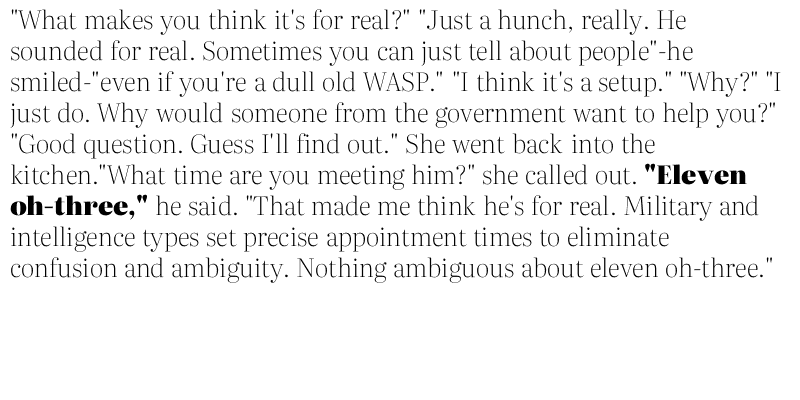 "What makes you think it's for real?" "Just a hunch, really. He
sounded for real. Sometimes you can just tell about people"-he
smiled-"even if you're a dull old WASP." "I think it's a setup." "Why?" "I
just do. Why would someone from the government want to help you?"
"Good question. Guess I'll find out." She went back into the
kitchen."What time are you meeting him?" she called out. "Eleven
oh-three," he said. "That made me think he's for real. Military and
intelligence types set precise appointment times to eliminate
confusion and ambiguity. Nothing ambiguous about eleven oh-three."